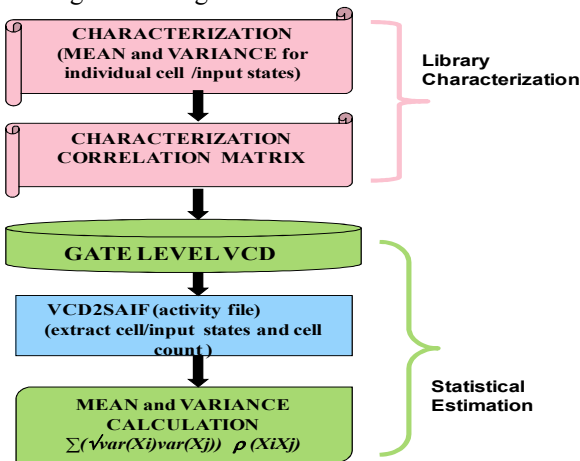 CHARACTERIZATION
(MEAN and VARIANCE for
individual cell /input states)
Library
Characterization
CHARACTERIZATION
CORRELATION MATRIX
GATE LEVEL VCD
VCD2SAIF (activity file)
(extract cell/input states and cell
count )
Statistical
Estimation
MEAN and VARIANCE
CALCULATION
∑(√var(Xi)var(Xj)) ρ (XiXj)